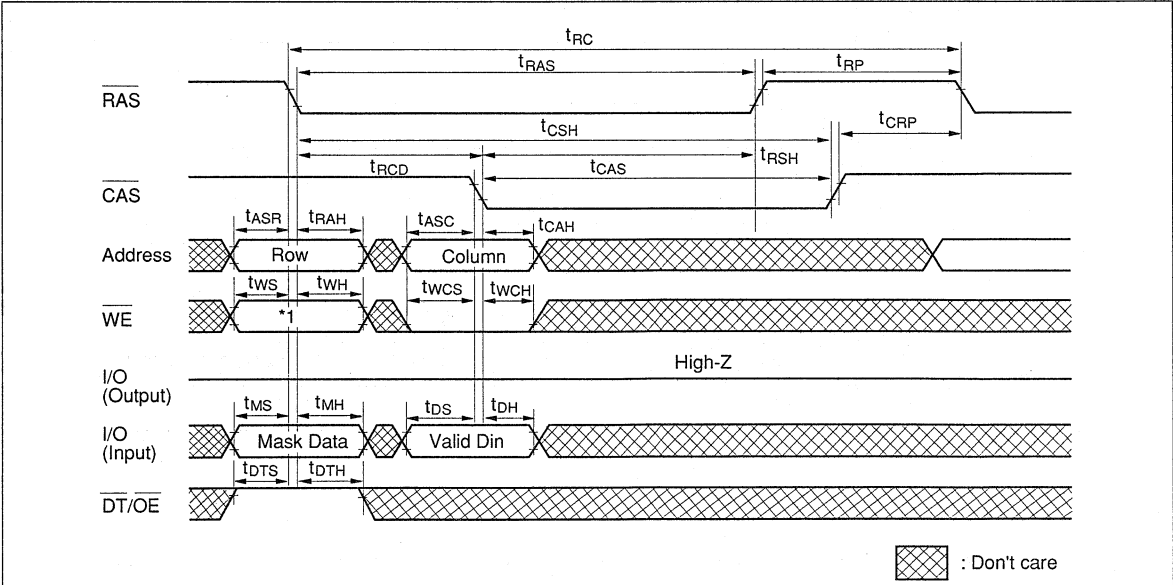 tRC
tRAS
tRP
RAS
tCSH
tCRP
tRCD
tRSH
tCAS
CAS
tASR
tRAH
tASC
tCAH
Address
Row
Column
tWS
tWH
tWCS
tWCH
WE
*1
High-Z
I/O
(Output)
tMS
tMH
tDS
tDH
I/O
(Input)
Mask Data
Valid Din
tDTS
tDTH
DT/OE
: Don't care